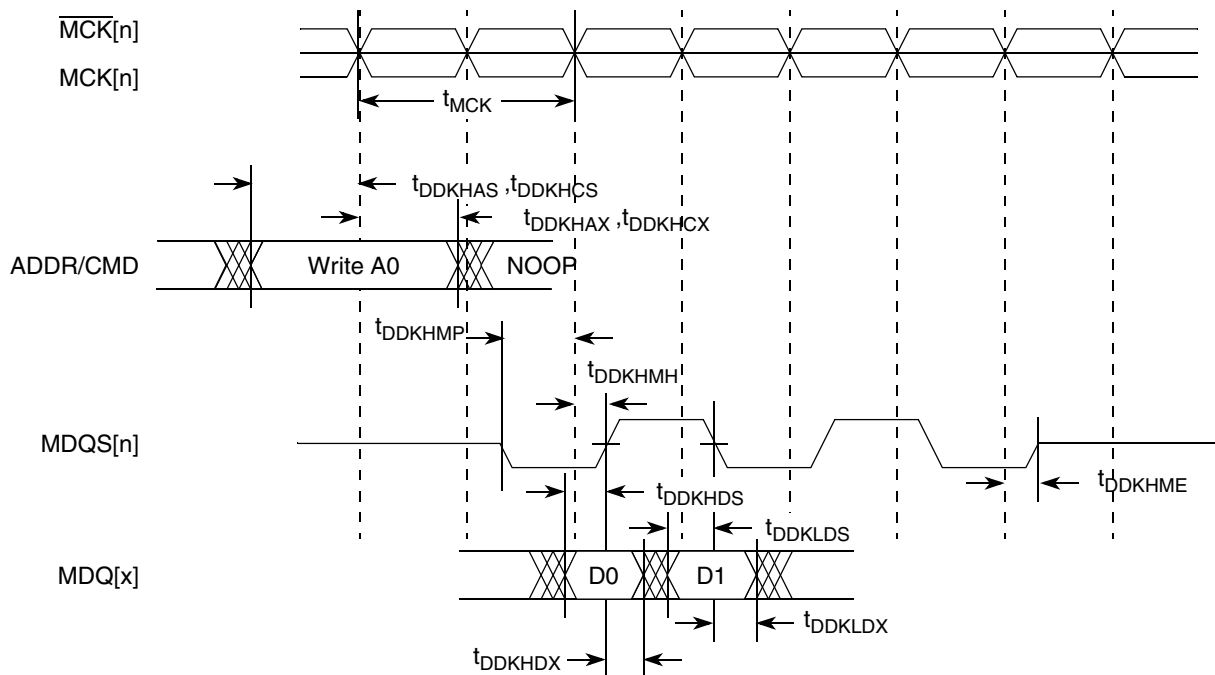 MCK[n]
MCK[n]
tMCK
tDDKHAS ,tDDKHCS
tDDKHAX ,tDDKHCX
ADDR/CMD
Write A0
NOOP
tDDKHMP
tDDKHMH
MDQS[n]
tDDKHME
tDDKHDS
tDDKLDS
MDQ[x]
D0
D1
tDDKLDX
tDDKHDX